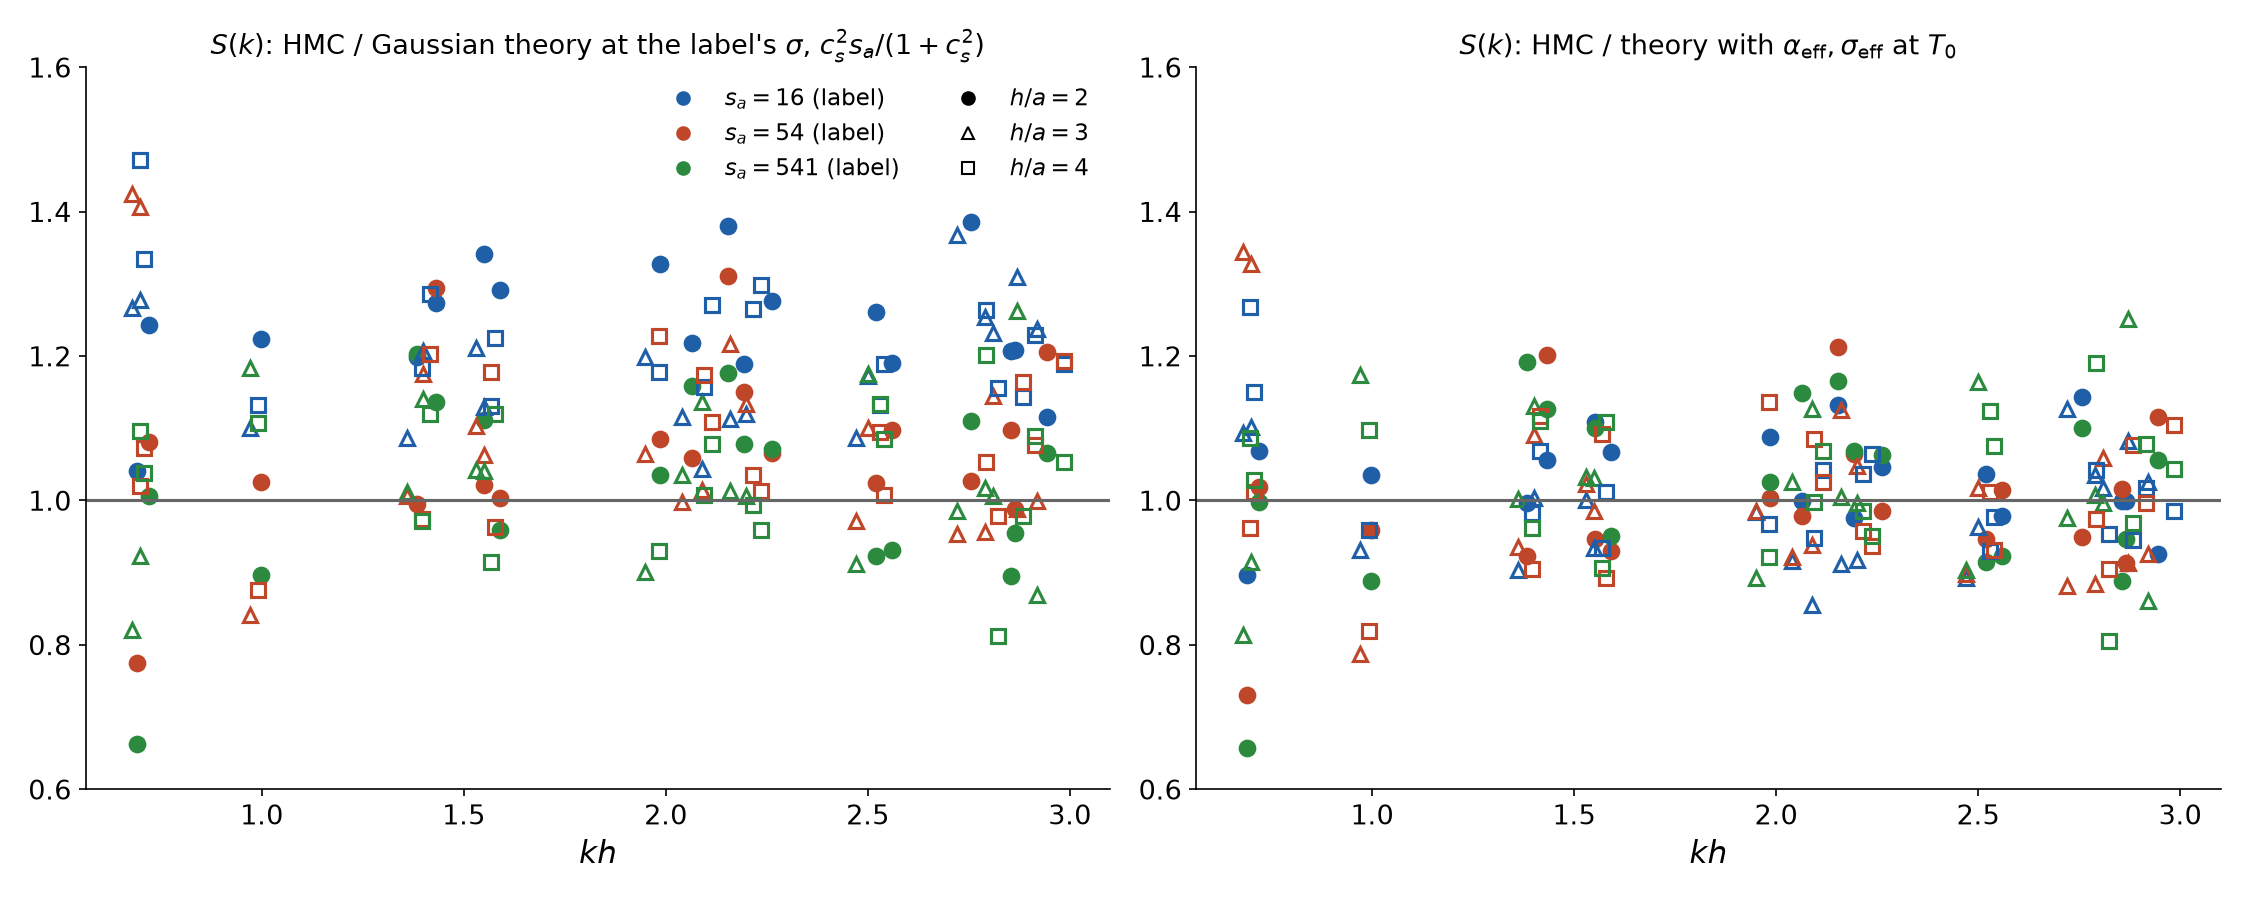 S(k): HMC / Gaussian theory at the label's σ, c_s^2 s_a/(1 + c_s^2)
1.6
1.4
1.2
1.0
0.8
0.6
s_a = 16 (label)
s_a = 54 (label)
s_a = 541 (label)
h/a = 2
h/a = 3
h/a = 4
1.0 1.5 2.0 2.5 3.0
kh
S(k): HMC / theory with α_eff, σ_eff at T_0
1.6
1.4
1.2
1.0
0.8
0.6
1.0 1.5 2.0 2.5 3.0
kh